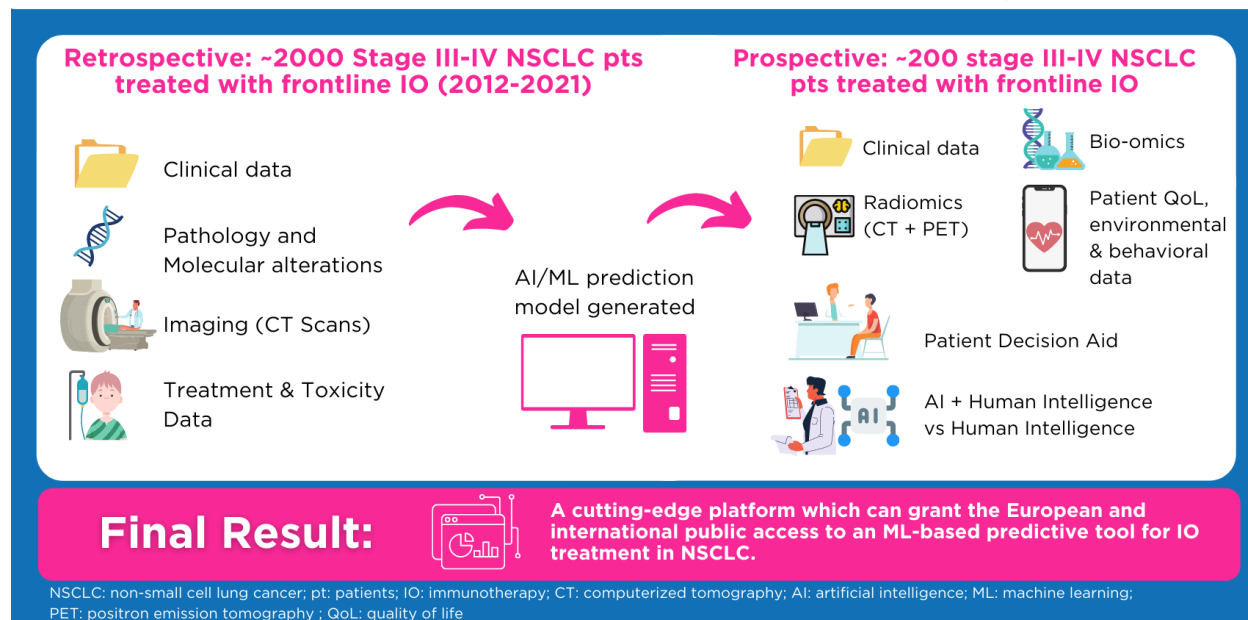 Retrospective: ~2000 Stage III-IV NSCLC pts
treated with frontline IO (2012-2021)
Clinical data
Pathology and
Molecular alterations
Imaging (CT Scans)
Treatment & Toxicity
Data
AI/ML prediction
model generated
Prospective: ~200 stage III-IV NSCLC
pts treated with frontline IO
Clinical data
Bio-omics
Radiomics
(CT + PET)
Patient QoL,
environmental
& behavioral
data
Patient Decision Aid
AI
AI + Human Intelligence
vs Human Intelligence
Final Result:
A cutting-edge platform which can grant the European and
international public access to an ML-based predictive tool for IO
treatment in NSCLC.
NSCLC: non-small cell lung cancer; pt: patients; IO: immunotherapy; CT: computerized tomography; AI: artificial intelligence; ML: machine learning;
PET: positron emission tomography ; QoL: quality of life